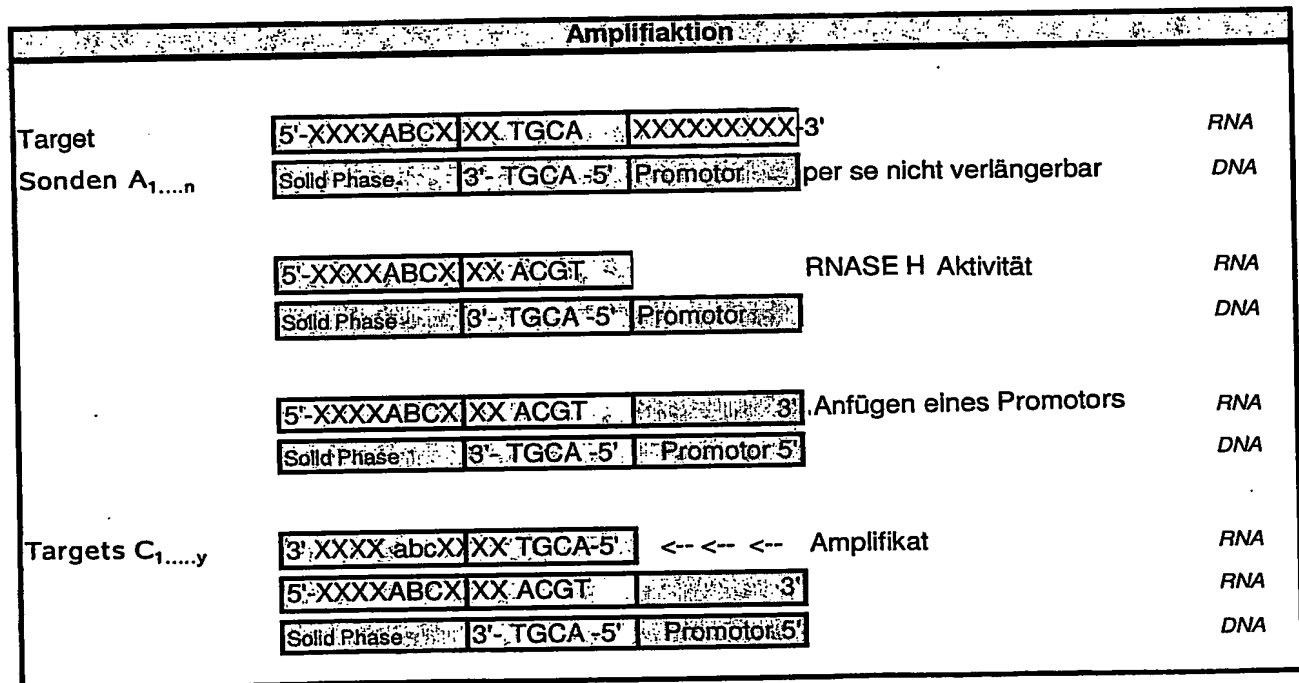 Amplifiaktion
Target 5'-XXXXABCX XX TGCA XXXXXXXXX-3' RNA
Sonden A1....n Solid Phase 3'- TGCA -5' Promotor per se nicht verlängerbar DNA
5'-XXXXABCX XX ACGT RNASE H Aktivität RNA
Solid Phase 3'- TGCA -5' Promotor DNA
5'-XXXXABCX XX ACGT 3' Anfügen eines Promotors RNA
Solid Phase 3'- TGCA -5' Promotor 5' DNA
Targets C1.....y 3' XXXX abcXX XX TGCA-5' <-- <-- <-- Amplifikat RNA
5'-XXXXABCX XX ACGT 3' RNA
Solid Phase 3'- TGCA -5' Promotor 5' DNA